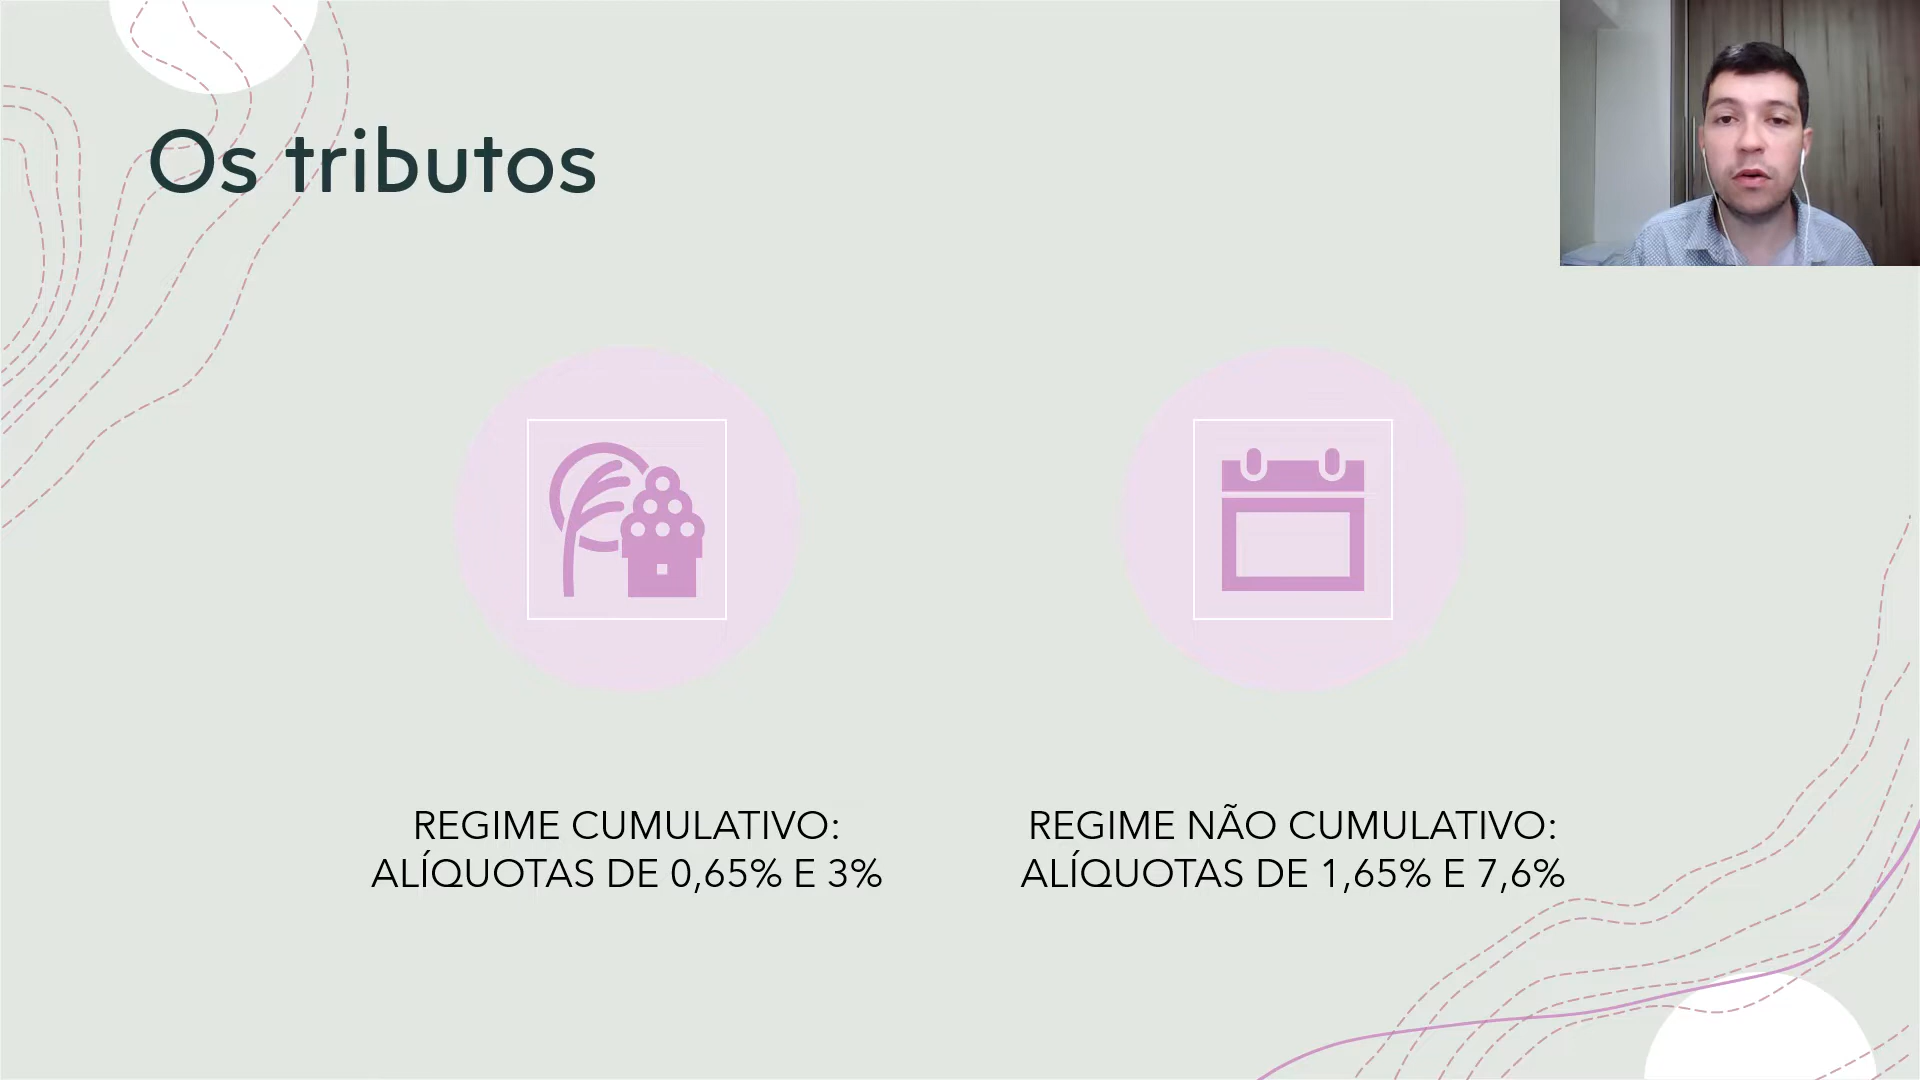 Os tributos
REGIME CUMULATIVO:
ALÍQUOTAS DE 0,65% E 3%
REGIME NÃO CUMULATIVO:
ALÍQUOTAS DE 1,65% E 7,6%